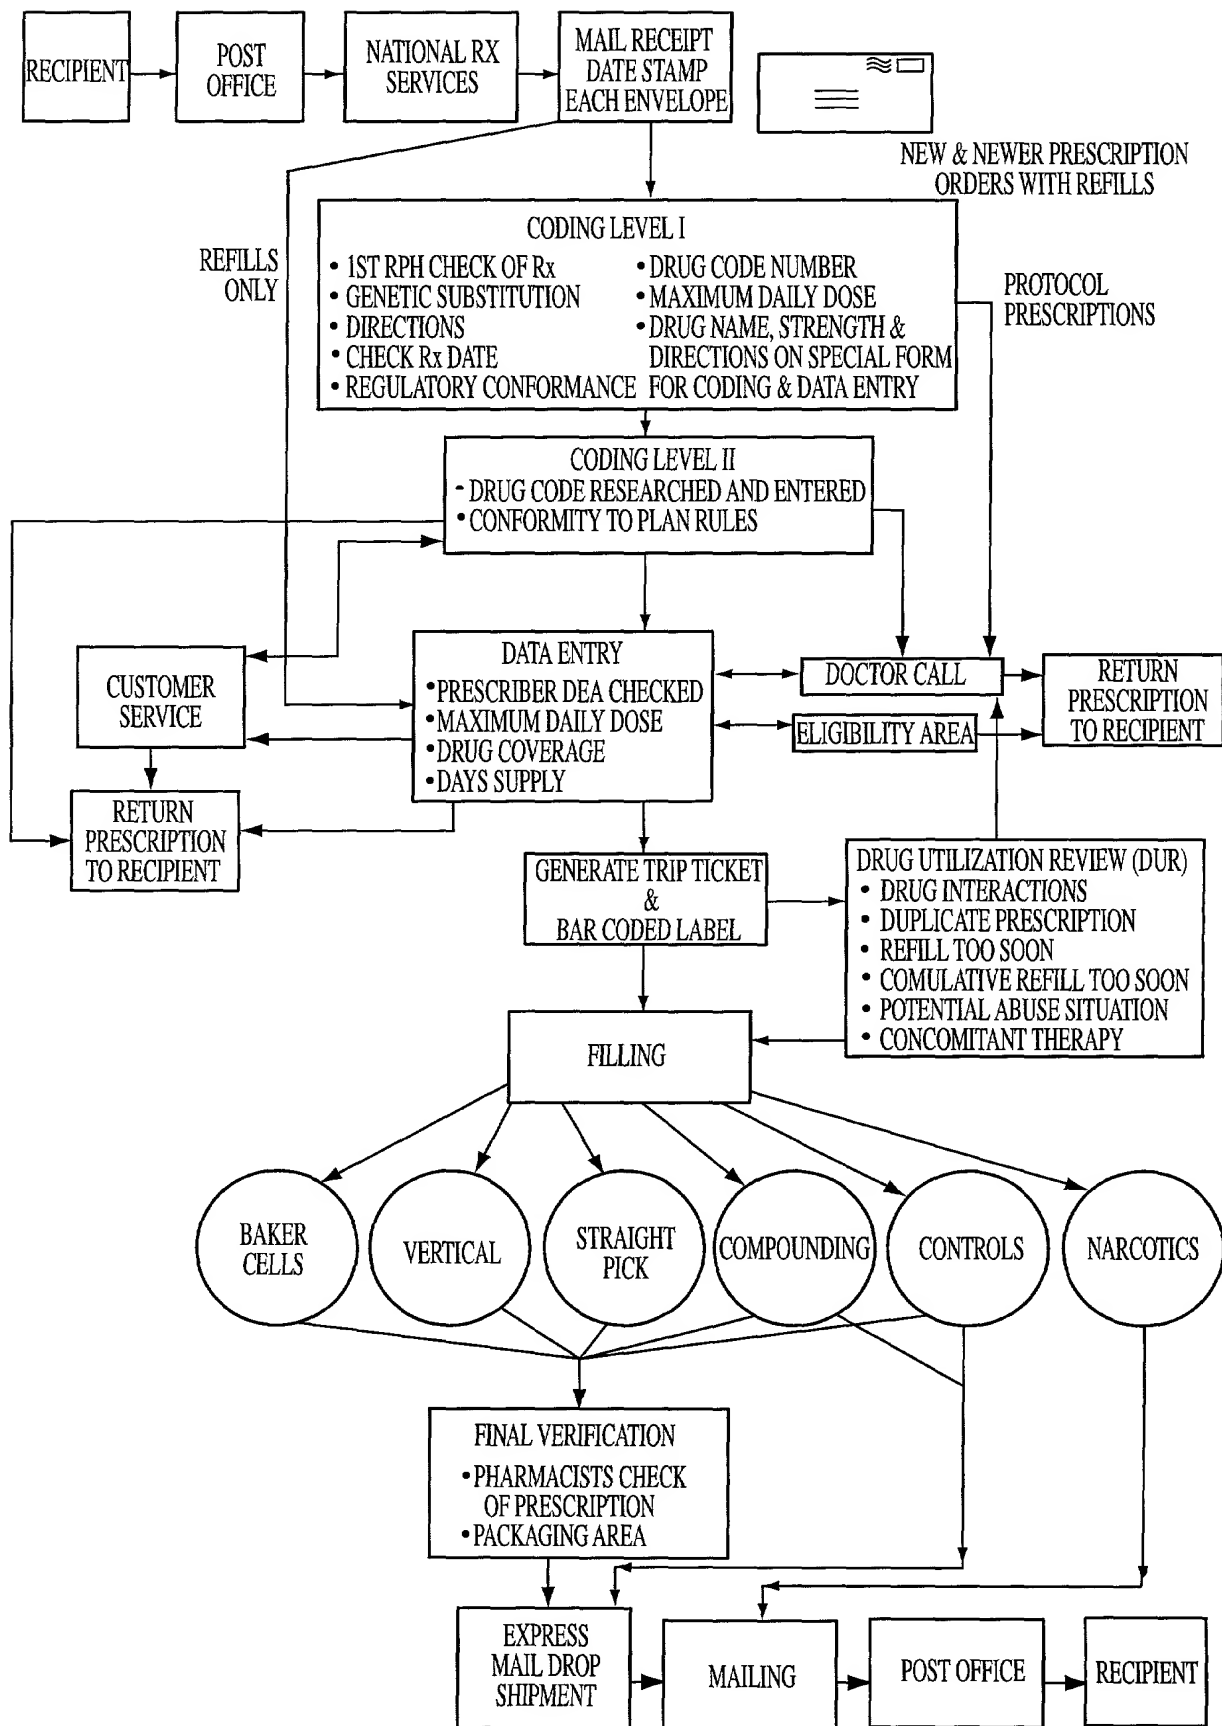 RECIPIENT
POST
OFFICE
NATIONAL RX
SERVICES
MAIL RECEIPT
DATE STAMP
EACH ENVELOPE
NEW & NEWER PRESCRIPTION
ORDERS WITH REFILLS
REFILLS
ONLY
CODING LEVEL I
• 1ST RPH CHECK OF Rx
• GENETIC SUBSTITUTION
• DIRECTIONS
• CHECK Rx DATE
• REGULATORY CONFORMANCE
• DRUG CODE NUMBER
• MAXIMUM DAILY DOSE
• DRUG NAME, STRENGTH &
DIRECTIONS ON SPECIAL FORM
FOR CODING & DATA ENTRY
PROTOCOL
PRESCRIPTIONS
CODING LEVEL II
- DRUG CODE RESEARCHED AND ENTERED
• CONFORMITY TO PLAN RULES
CUSTOMER
SERVICE
DATA ENTRY
• PRESCRIBER DEA CHECKED
• MAXIMUM DAILY DOSE
• DRUG COVERAGE
• DAYS SUPPLY
DOCTOR CALL
ELIGIBILITY AREA
RETURN
PRESCRIPTION
TO RECIPIENT
RETURN
PRESCRIPTION
TO RECIPIENT
GENERATE TRIP TICKET
&
BAR CODED LABEL
DRUG UTILIZATION REVIEW (DUR)
• DRUG INTERACTIONS
• DUPLICATE PRESCRIPTION
• REFILL TOO SOON
• COMULATIVE REFILL TOO SOON
• POTENTIAL ABUSE SITUATION
• CONCOMITANT THERAPY
FILLING
BAKER
CELLS
VERTICAL
STRAIGHT
PICK
COMPOUNDING
CONTROLS
NARCOTICS
FINAL VERIFICATION
• PHARMACISTS CHECK
OF PRESCRIPTION
• PACKAGING AREA
EXPRESS
MAIL DROP
SHIPMENT
MAILING
POST OFFICE
RECIPIENT